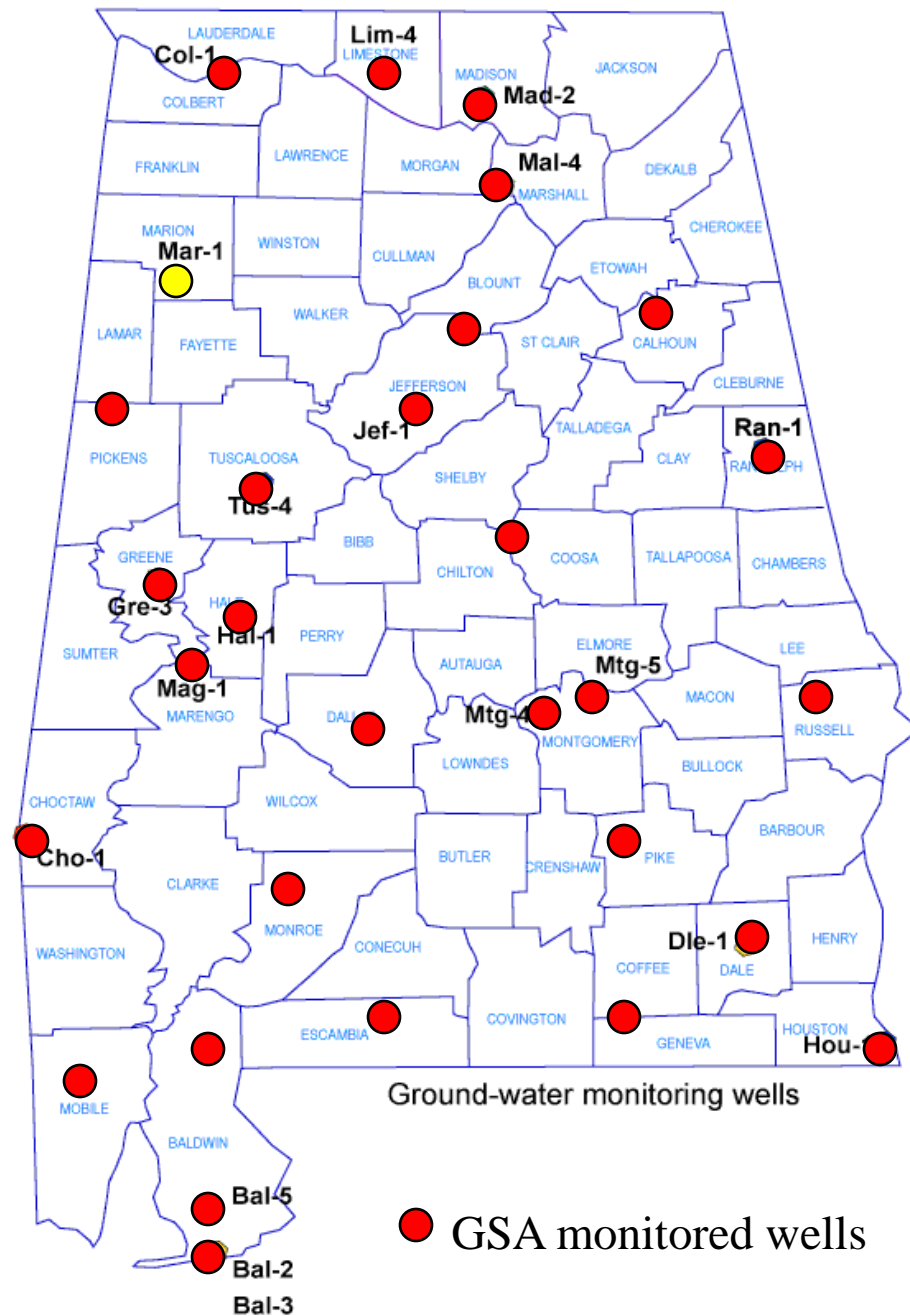 LAUDERDALE
Lim-4
Col-1
LIMESTONE
MADISON
JACKSON
COLBERT
Mad-2
LAWRENCE
FRANKLIN
MORGAN
Mal-4
DEKALB
MARSHALL
MARION
CHEROKEE
WINSTON
Mar-1
CULLMAN
ETOWAH
BLOUNT
WALKER
LAMAR
FAYETTE
ST CLAIR
CALHOUN
JEFFERSON
CLEBURNE
Jef-1
TALLADEGA
Ran-1
PICKENS
TUSCALOOSA
CLAY
SHELBY
Tus-4
BIBB
GREENE
COOSA
TALLAPOOSA
CHAMBERS
CHILTON
Gre-3
Hal-1
PERRY
ELMORE
LEE
SUMTER
AUTAUGA
Mtg-5
Mag-1
MACON
MARENGO
Mtg-4
RUSSELL
MONTGOMERY
LOWNDES
BULLOCK
CHOCTAW
WILCOX
BARBOUR
Cho-1
BUTLER
PIKE
CRENSHAW
CLARKE
MONROE
Dle-1
HENRY
CONECUH
WASHINGTON
COFFEE
DALE
COVINGTON
ESCAMBIA
HOUSTON
GENEVA
Ground-water monitoring wells
MOBILE
BALDWIN
Bal-5
GSA monitored wells
Bal-2
Bal-3